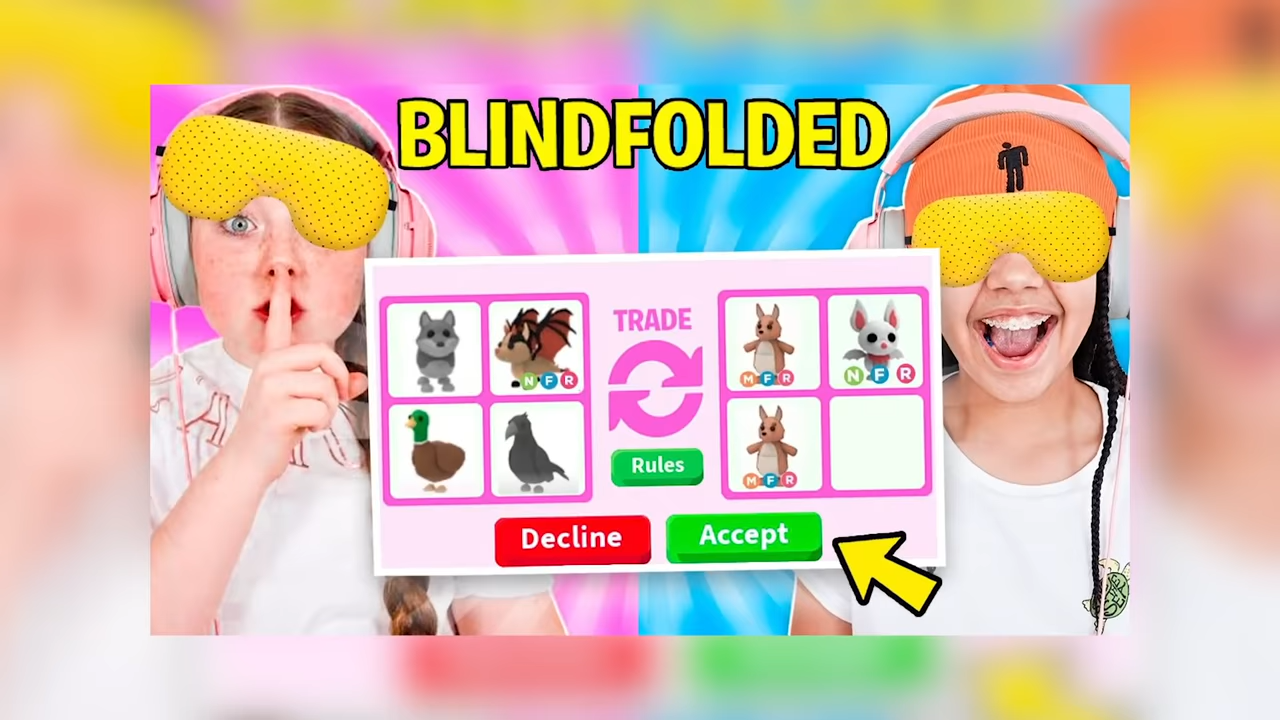 BLINDFOLDED
TRADE
N F R
M F R
N F R
M F R
Rules
Decline
Accept